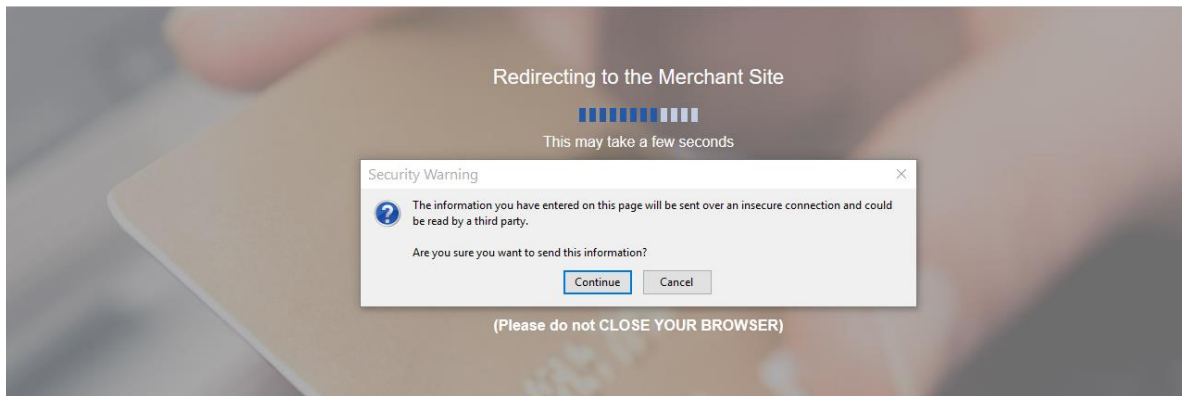 Redirecting to the Merchant Site
This may take a few seconds
Security Warning
The information you have entered on this page will be sent over an insecure connection and could
be read by a third party.
Are you sure you want to send this information?
Continue
Cancel
(Please do not CLOSE YOUR BROWSER)